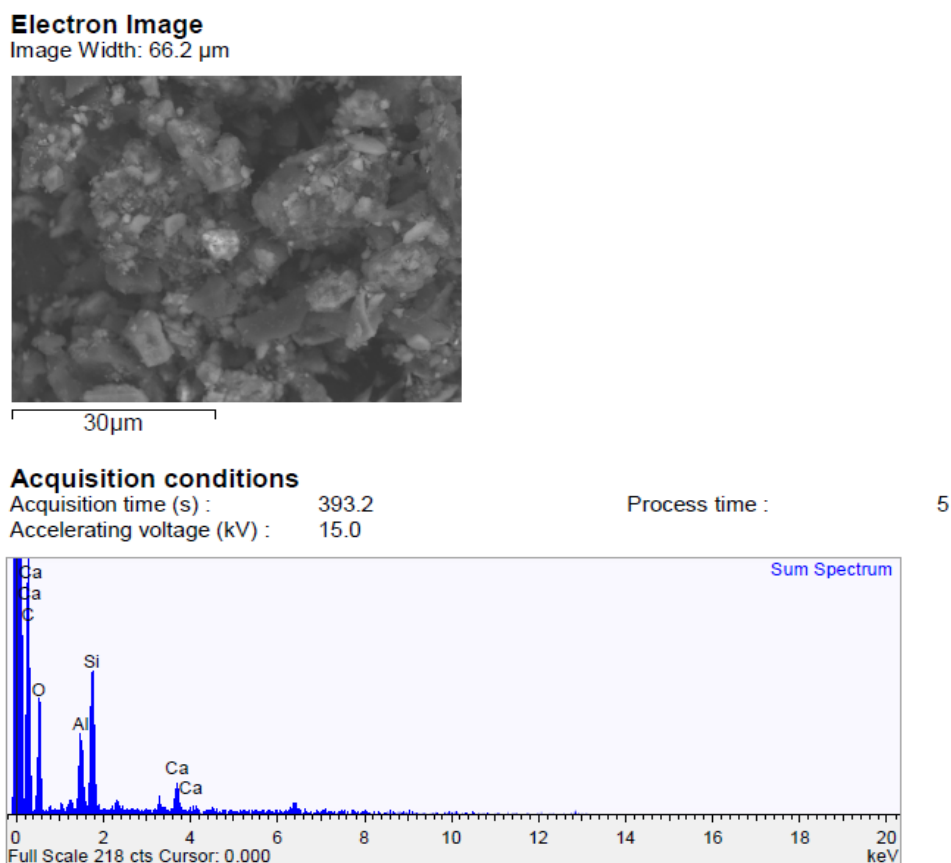 Electron Image
Image Width: 66.2 µm
30µm
Acquisition conditions
Acquisition time (s) : 393.2 Process time : 5
Accelerating voltage (kV) : 15.0
Sum Spectrum
Ca
Ca
C
O
Al
Si
Ca
Ca
0 2 4 6 8 10 12 14 16 18 20
Full Scale 218 cts Cursor: 0.000 keV